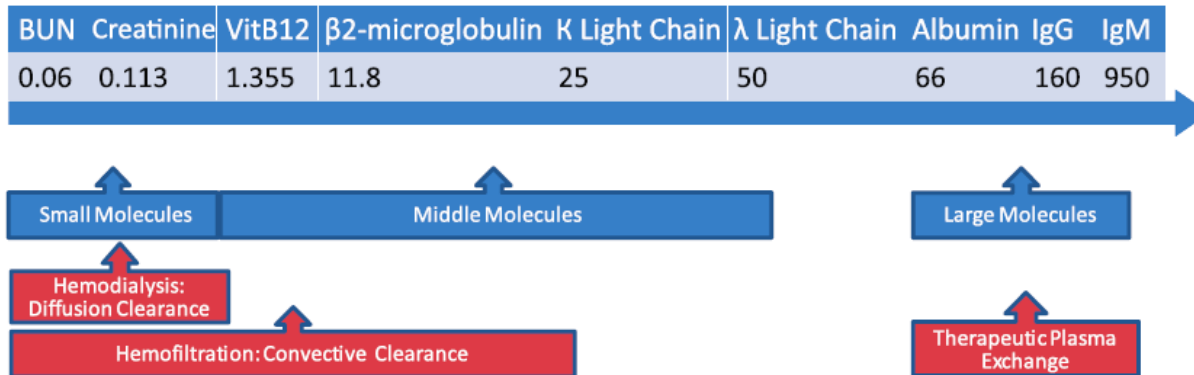 BUN Creatinine VitB12 β2-microglobulin K Light Chain λ Light Chain Albumin IgG IgM
0.06 0.113 1.355 11.8 25 50 66 160 950
Small Molecules Middle Molecules Large Molecules
Hemodialysis:
Diffusion Clearance
Hemofiltration: Convective Clearance
Therapeutic Plasma
Exchange